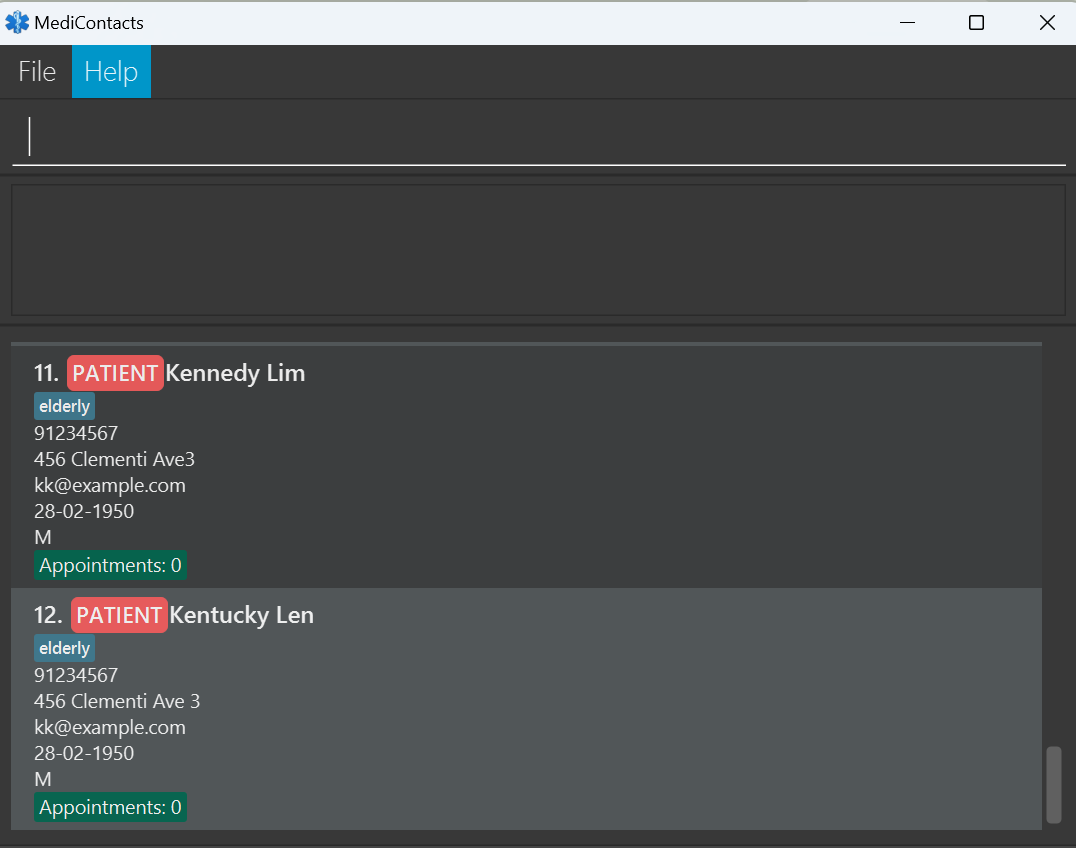 MediContacts
File Help
11. PATIENT Kennedy Lim
elderly
91234567
456 Clementi Ave3
kk@example.com
28-02-1950
M
Appointments: 0
12. PATIENT Kentucky Len
elderly
91234567
456 Clementi Ave 3
kk@example.com
28-02-1950
M
Appointments: 0